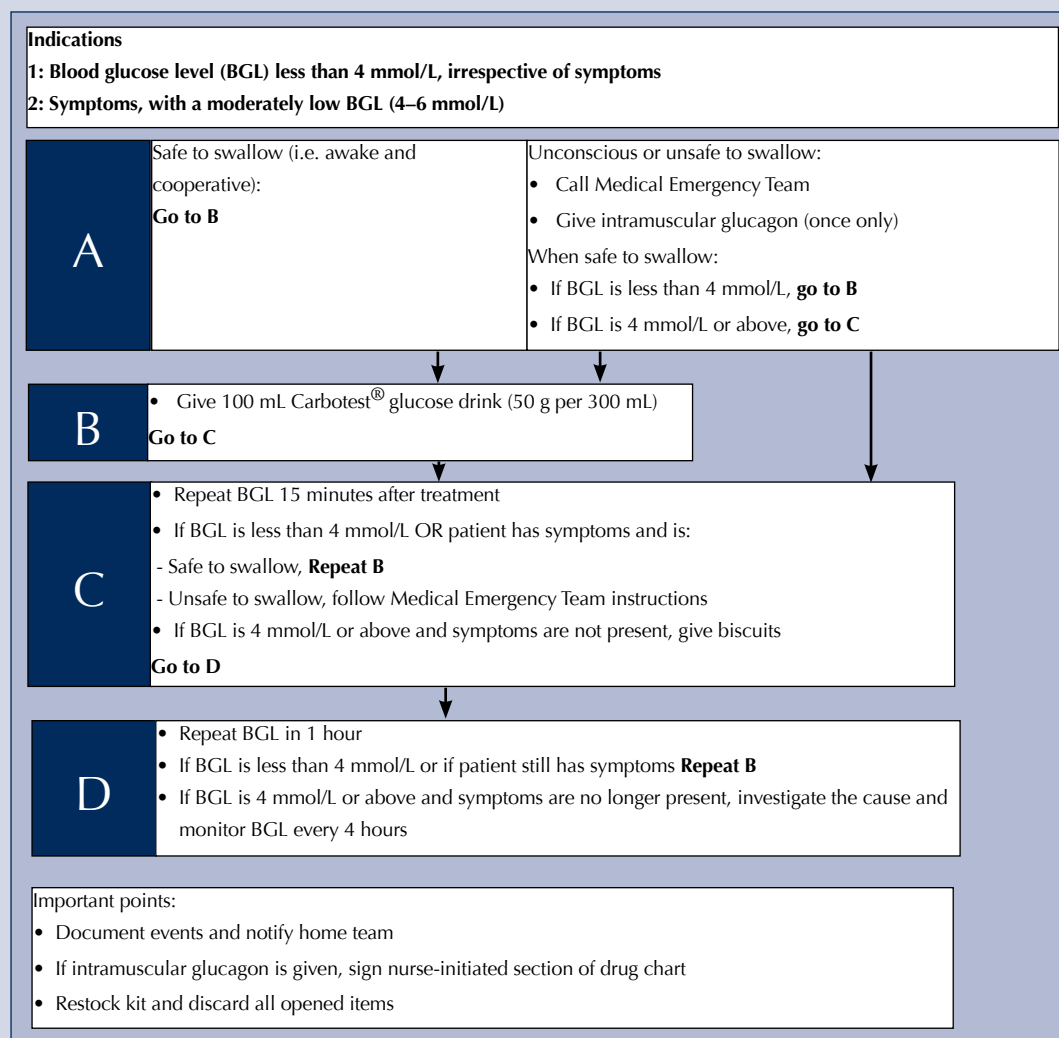 Indications
1: Blood glucose level (BGL) less than 4 mmol/L, irrespective of symptoms
2: Symptoms, with a moderately low BGL (4–6 mmol/L)
A
Safe to swallow (i.e. awake and
cooperative):
Go to B
Unconscious or unsafe to swallow:
• Call Medical Emergency Team
• Give intramuscular glucagon (once only)
When safe to swallow:
• If BGL is less than 4 mmol/L, go to B
• If BGL is 4 mmol/L or above, go to C
B
• Give 100 mL Carbotest® glucose drink (50 g per 300 mL)
Go to C
C
• Repeat BGL 15 minutes after treatment
• If BGL is less than 4 mmol/L OR patient has symptoms and is:
- Safe to swallow, Repeat B
- Unsafe to swallow, follow Medical Emergency Team instructions
• If BGL is 4 mmol/L or above and symptoms are not present, give biscuits
Go to D
D
• Repeat BGL in 1 hour
• If BGL is less than 4 mmol/L or if patient still has symptoms Repeat B
• If BGL is 4 mmol/L or above and symptoms are no longer present, investigate the cause and
monitor BGL every 4 hours
Important points:
• Document events and notify home team
• If intramuscular glucagon is given, sign nurse-initiated section of drug chart
• Restock kit and discard all opened items